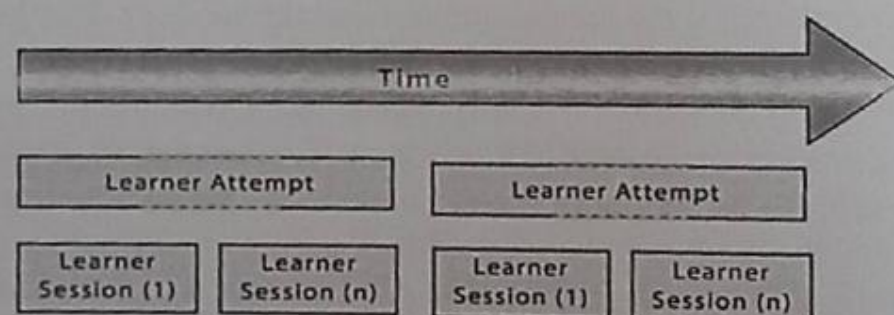 Time
Learner Attempt
Learner Attempt
Learner
Session (1)
Learner
Session (n)
Learner
Session (1)
Learner
Session (n)